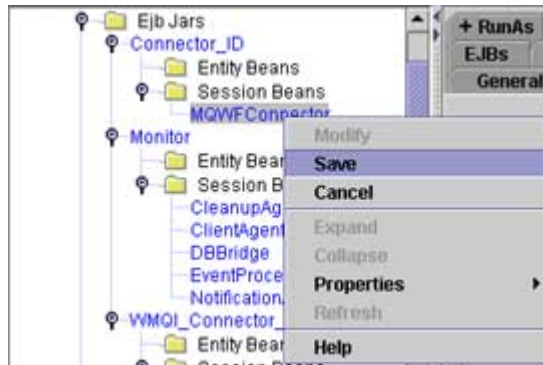 Ejb Jars
+ RunAs
Connector_ID
EJBs
Entity Beans
General
Session Beans
MQWFConnector
Modify
Monitor
Save
Entity Bear
Session B
Cancel
CleanupAg
ClientAgent
Expand
DBBridge
Collapse
EventProce
Properties
Notification
WMQI_Connector_
Refresh
Entity Bear
Help